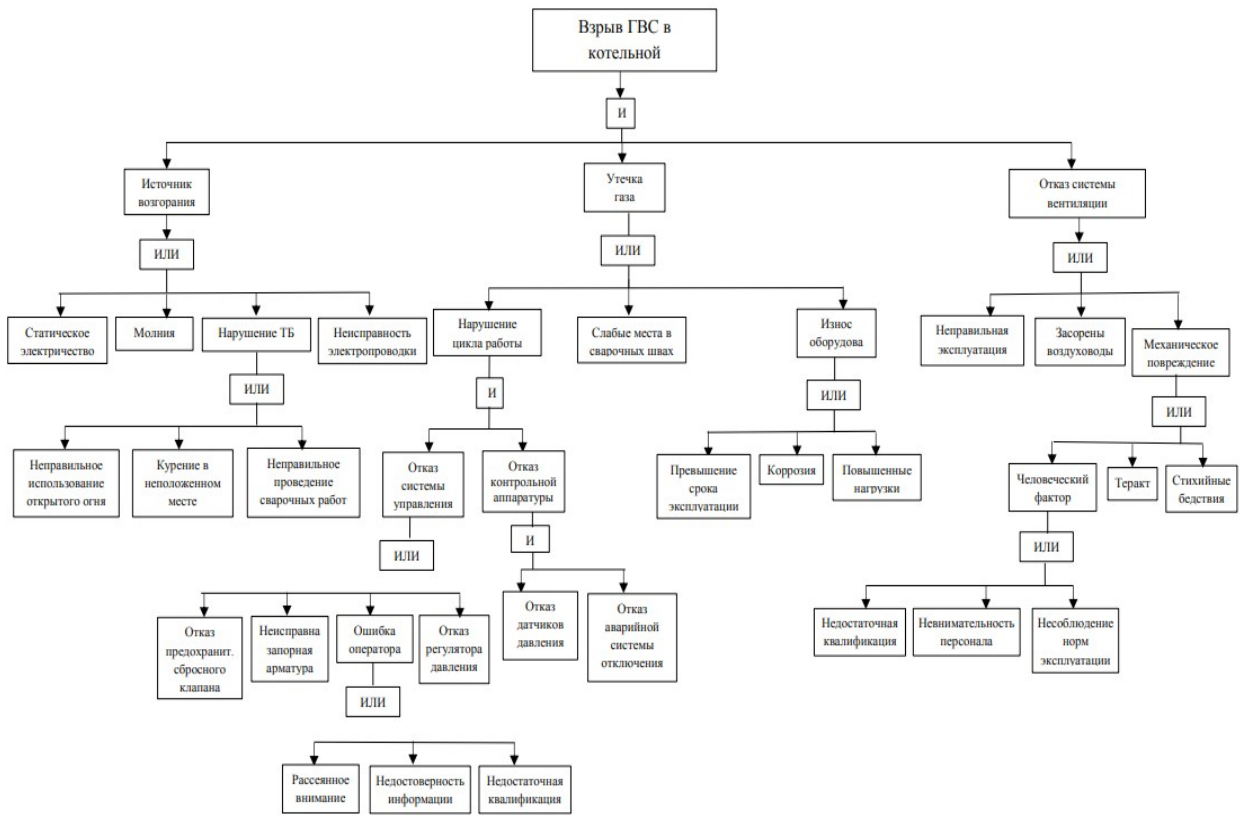 Взрыв ГВС в
котельной
И
Источник
возгорания
Утечка
газа
Отказ системы
вентиляции
ИЛИ
ИЛИ
ИЛИ
Статическое
электричество
Молния
Нарушение ТБ
Неисправность
электропроводки
Нарушение
цикла работы
Слабые места в
сварочных швах
Износ
оборудова
Неправильная
эксплуатация
Засорены
воздуховоды
Механическое
повреждение
ИЛИ
И
ИЛИ
ИЛИ
Неправильное
использование
открытого огня
Курение в
неположенном
месте
Неправильное
проведение
сварочных работ
Отказ
системы
управления
Отказ
контрольной
аппаратуры
Превышение
срока
эксплуатации
Коррозия
Повышенные
нагрузки
Человеческий
фактор
Теракт
Стихийные
бедствия
ИЛИ
И
ИЛИ
Отказ
предохранит.
сбросного
клапана
Неисправна
запорная
арматура
Ошибка
оператора
Отказ
регулятора
давления
Отказ
датчиков
давления
Отказ
аварийной
системы
отключения
Недостаточная
квалификация
Невнимательность
персонала
Несоблюдение
норм
эксплуатации
ИЛИ
Рассеянное
внимание
Недостоверность
информации
Недостаточная
квалификация